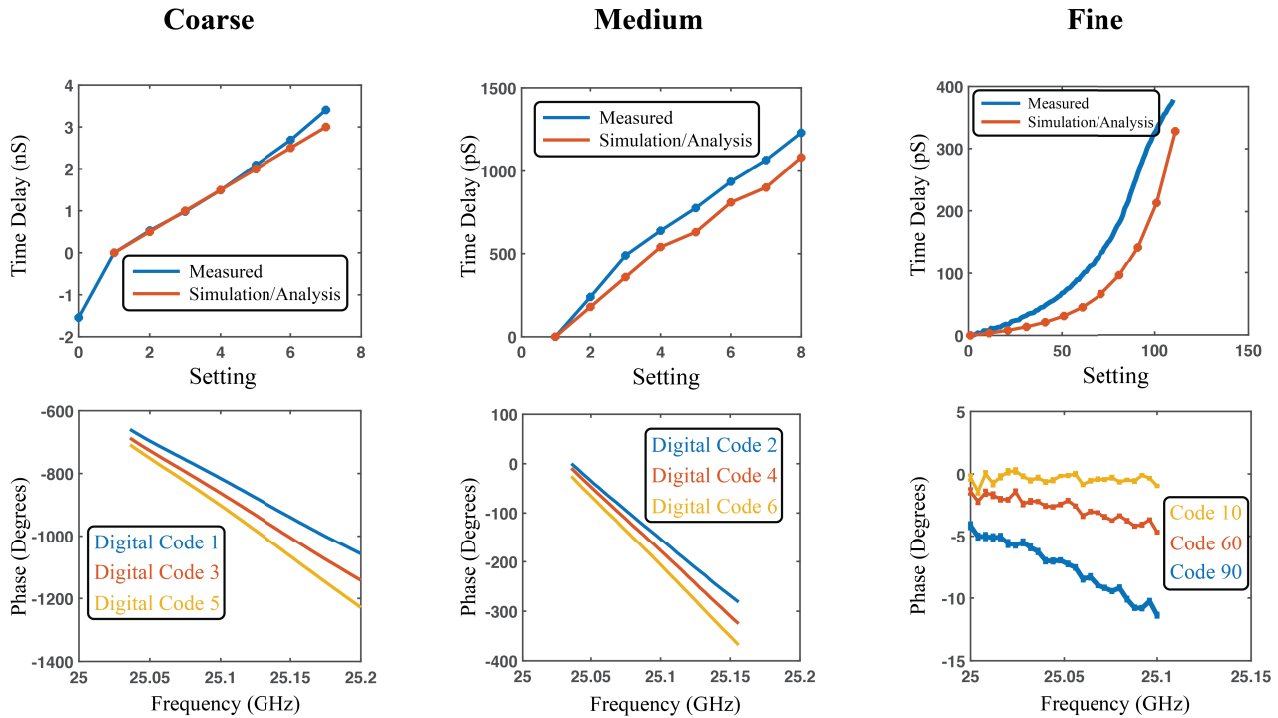 Coarse
Medium
Fine
4
3
2
1
0
-1
-2
0
2
4
6
8
Time Delay (nS)
Setting
Measured
Simulation/Analysis
1500
1000
500
0
0
2
4
6
8
Time Delay (pS)
Setting
Measured
Simulation/Analysis
400
300
200
100
0
0
50
100
150
Time Delay (pS)
Setting
Measured
Simulation/Analysis
-600
-800
-1000
-1200
-1400
25
25.05
25.1
25.15
25.2
Phase (Degrees)
Frequency (GHz)
Digital Code 1
Digital Code 3
Digital Code 5
100
0
-100
-200
-300
-400
25
25.05
25.1
25.15
25.2
Phase (Degrees)
Frequency (GHz)
Digital Code 2
Digital Code 4
Digital Code 6
5
0
-5
-10
-15
25
25.05
25.1
25.15
Phase (Degrees)
Frequency (GHz)
Code 10
Code 60
Code 90